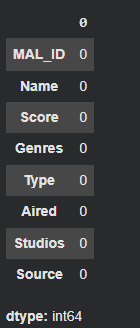 0
MAL_ID 0
Name 0
Score 0
Genres 0
Type 0
Aired 0
Studios 0
Source 0
dtype: int64